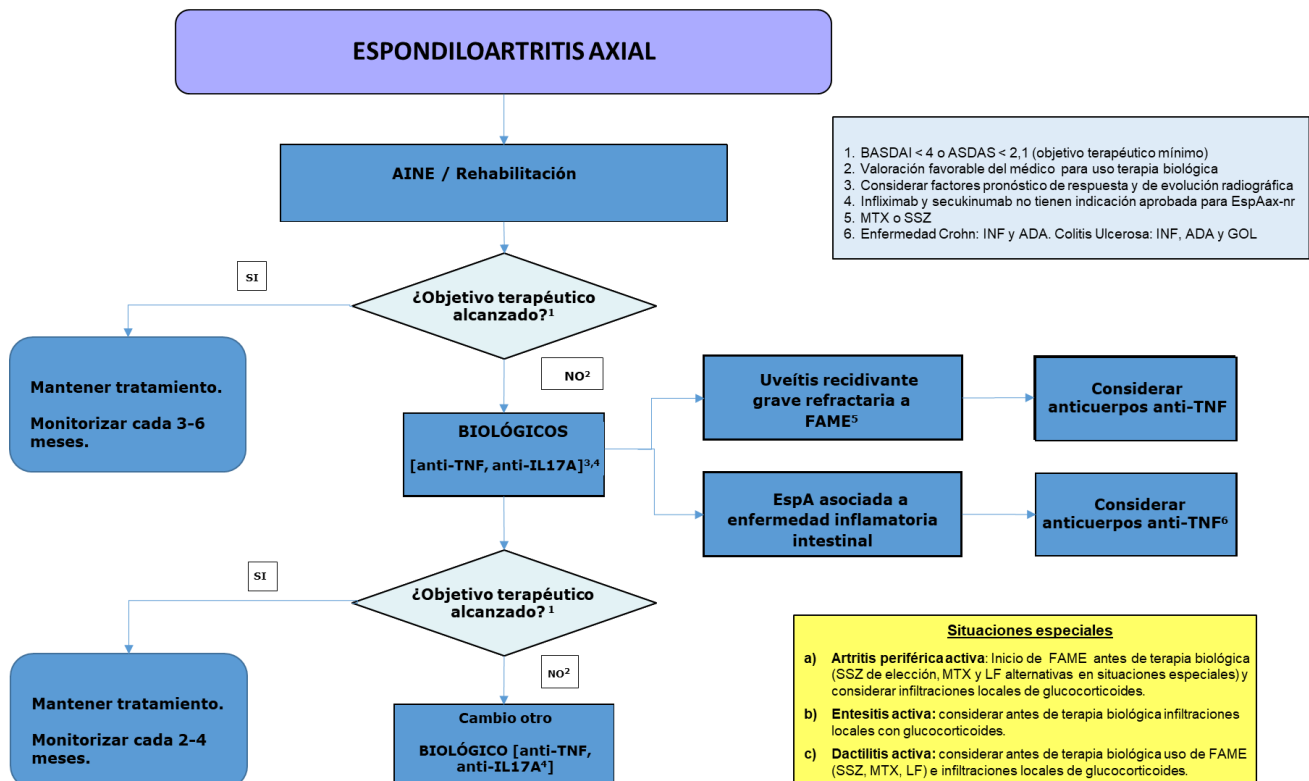 ESPONDILOARTRITIS AXIAL
AINE / Rehabilitación
1. BASDAI < 4 o ASDAS < 2,1 (objetivo terapéutico mínimo)
2. Valoración favorable del médico para uso terapia biológica
3. Considerar factores pronóstico de respuesta y de evolución radiográfica
4. Infliximab y secukinumab no tienen indicación aprobada para EspAax-nr
5. MTX o SSZ
6. Enfermedad Crohn: INF y ADA. Colitis Ulcerosa: INF, ADA y GOL
SI
¿Objetivo terapéutico
alcanzado?¹
NO²
Mantener tratamiento.
Monitorizar cada 3-6
meses.
BIOLÓGICOS
[anti-TNF, anti-IL17A]³,⁴
Uveítis recidivante
grave refractaria a
FAME⁵
Considerar
anticuerpos anti-TNF
EspA asociada a
enfermedad inflamatoria
intestinal
Considerar
anticuerpos anti-TNF⁶
SI
¿Objetivo terapéutico
alcanzado?¹
NO²
Mantener tratamiento.
Monitorizar cada 2-4
meses.
Cambio otro
BIOLÓGICO [anti-TNF,
anti-IL17A⁴]
Situaciones especiales
a) Artritis periférica activa: Inicio de FAME antes de terapia biológica
(SSZ de elección, MTX y LF alternativas en situaciones especiales) y
considerar infiltraciones locales de glucocorticoides.
b) Entesitis activa: considerar antes de terapia biológica infiltraciones
locales con glucocorticoides.
c) Dactilitis activa: considerar antes de terapia biológica uso de FAME
(SSZ, MTX, LF) e infiltraciones locales de glucocorticoides.